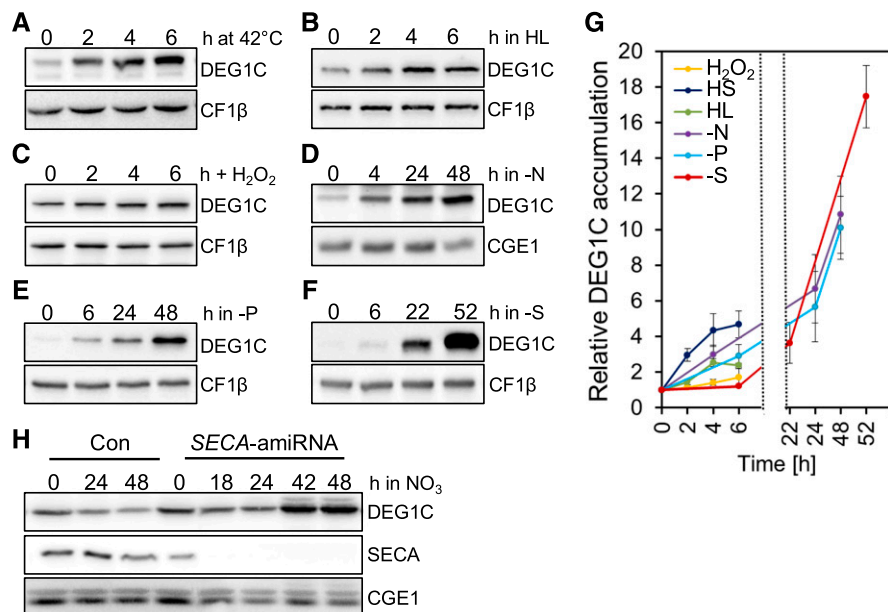 A
0 2 4 6 h at 42°C
DEG1C
CF1β
B
0 2 4 6 h in HL
DEG1C
CF1β
C
0 2 4 6 h + H₂O₂
DEG1C
CF1β
D
0 4 24 48 h in -N
DEG1C
CGE1
E
0 6 24 48 h in -P
DEG1C
CF1β
F
0 6 22 52 h in -S
DEG1C
CF1β
G
Relative DEG1C accumulation
20
18
16
14
12
10
8
6
4
2
0
H₂O₂
HS
HL
-N
-P
-S
0 2 4 6 22 24 48 52
Time [h]
H
Con SECA-amiRNA
0 24 48 0 18 24 42 48 h in NO₃
DEG1C
SECA
CGE1